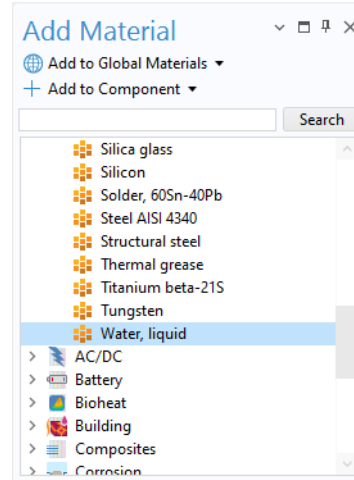 Add Material
Add to Global Materials
Add to Component
Search
Silica glass
Silicon
Solder, 60Sn-40Pb
Steel AISI 4340
Structural steel
Thermal grease
Titanium beta-21S
Tungsten
Water, liquid
AC/DC
Battery
Bioheat
Building
Composites
Corrosion